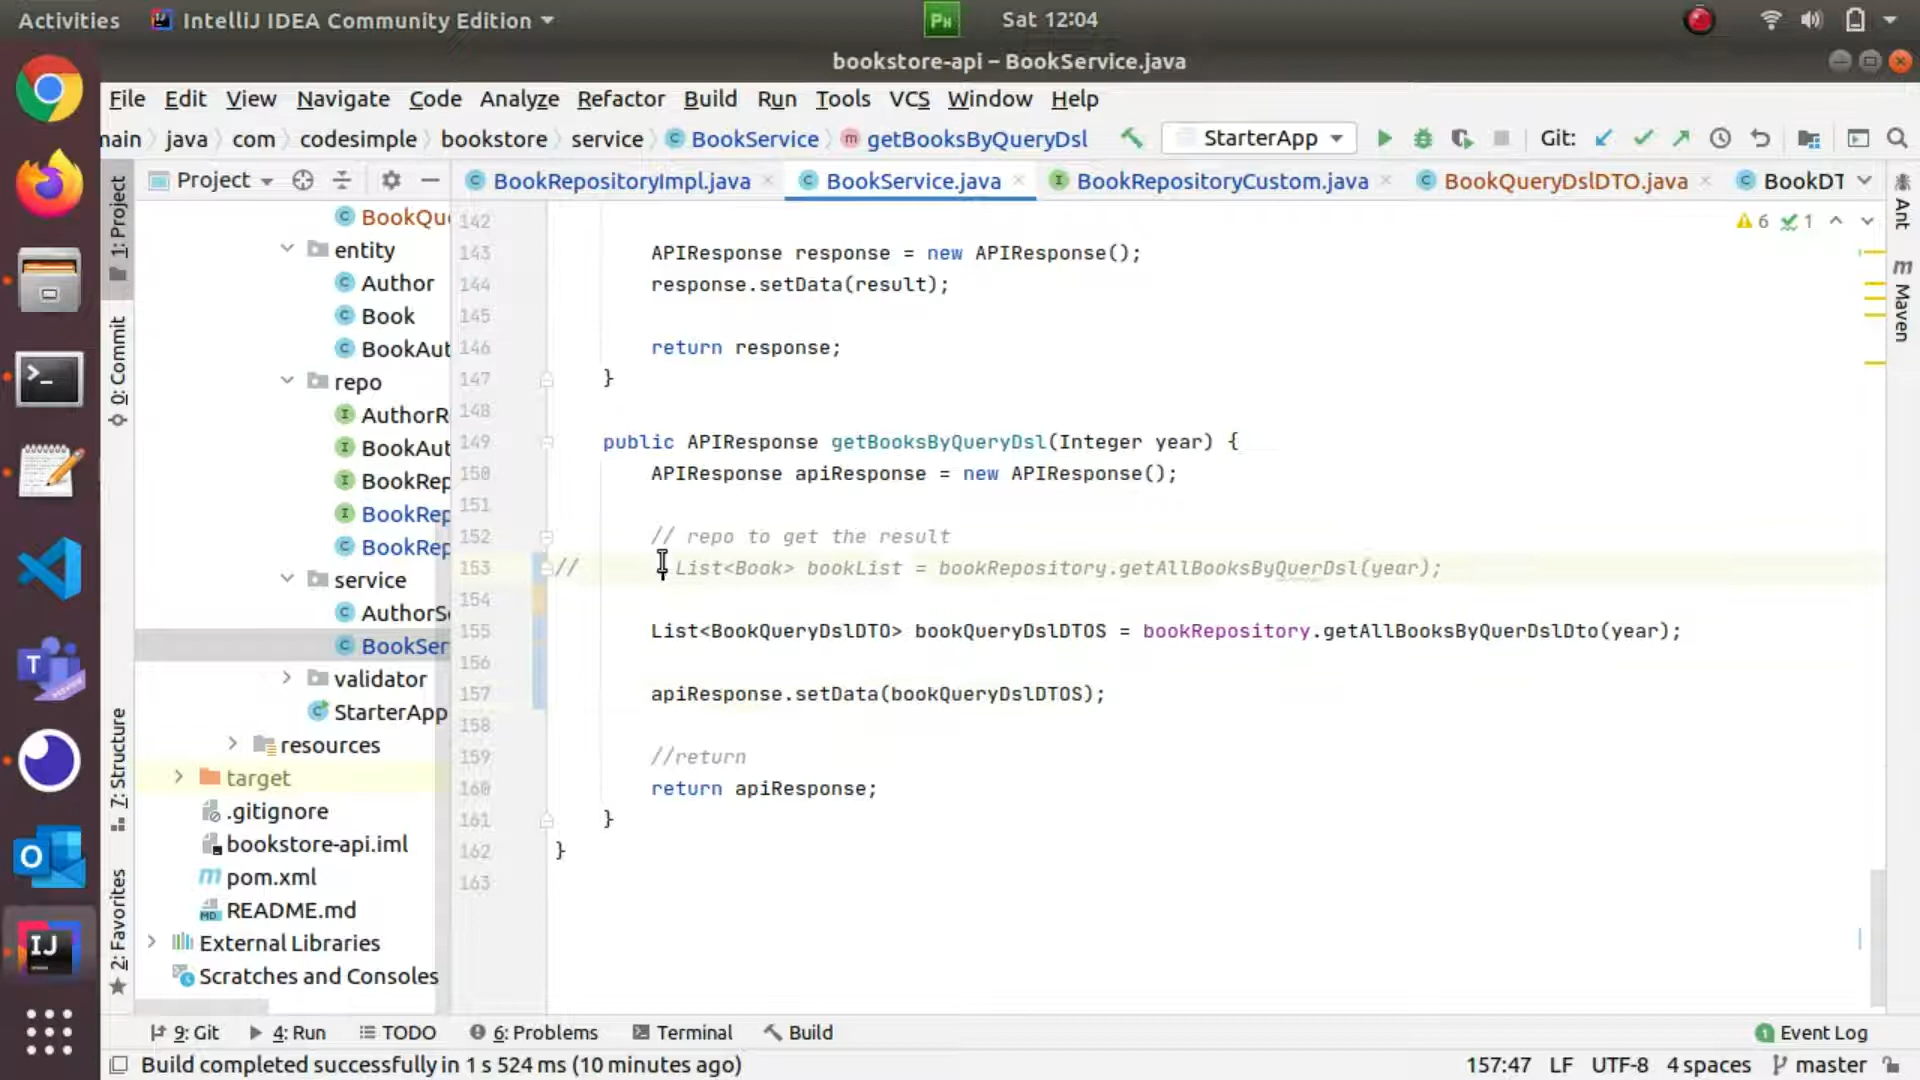 Activities IntelliJ IDEA Community Edition Sat 12:04
bookstore-api – BookService.java
File Edit View Navigate Code Analyze Refactor Build Run Tools VCS Window Help
main java com codesimple bookstore service BookService getBooksByQueryDsl StarterApp Git:
Project BookRepositoryImpl.java BookService.java BookRepositoryCustom.java BookQueryDslDTO.java BookDT
1: Project
0: Commit
7: Structure
2: Favorites
Ant
Maven
BookQu
entity
Author
Book
BookAut
repo
AuthorR
BookAut
BookRep
BookRep
BookRep
service
AuthorS
BookSer
validator
StarterApp
resources
target
.gitignore
bookstore-api.iml
pom.xml
README.md
External Libraries
Scratches and Consoles
6 1
142
143 APIResponse response = new APIResponse();
144 response.setData(result);
145
146 return response;
147 }
148
149 public APIResponse getBooksByQueryDsl(Integer year) {
150 APIResponse apiResponse = new APIResponse();
151
152 // repo to get the result
153 // List<Book> bookList = bookRepository.getAllBooksByQuerDsl(year);
154
155 List<BookQueryDslDTO> bookQueryDslDTOS = bookRepository.getAllBooksByQuerDslDto(year);
156
157 apiResponse.setData(bookQueryDslDTOS);
158
159 //return
160 return apiResponse;
161 }
162 }
163
9: Git 4: Run TODO 6: Problems Terminal Build 1 Event Log
Build completed successfully in 1 s 524 ms (10 minutes ago) 157:47 LF UTF-8 4 spaces master